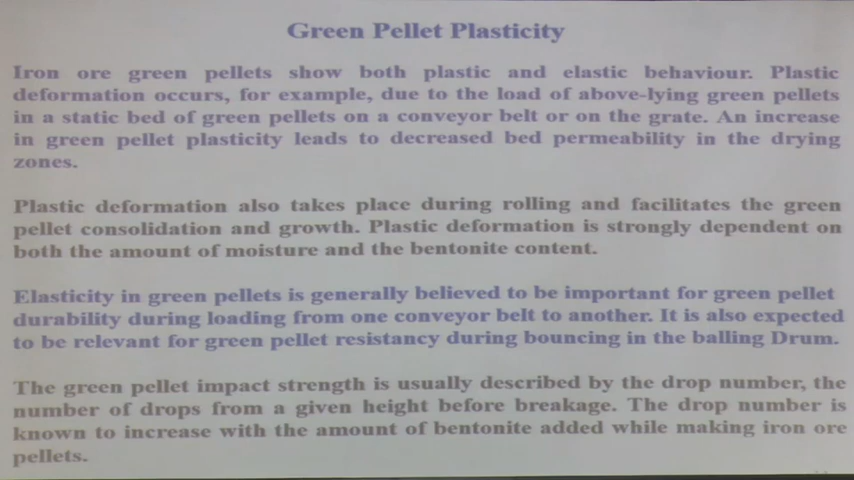 Green Pellet Plasticity
Iron ore green pellets show both plastic and elastic behaviour. Plastic
deformation occurs, for example, due to the load of above-lying green pellets
in a static bed of green pellets on a conveyor belt or on the grate. An increase
in green pellet plasticity leads to decreased bed permeability in the drying
zones.
Plastic deformation also takes place during rolling and facilitates the green
pellet consolidation and growth. Plastic deformation is strongly dependent on
both the amount of moisture and the bentonite content.
Elasticity in green pellets is generally believed to be important for green pellet
durability during loading from one conveyor belt to another. It is also expected
to be relevant for green pellet resistancy during bouncing in the balling Drum.
The green pellet impact strength is usually described by the drop number, the
number of drops from a given height before breakage. The drop number is
known to increase with the amount of bentonite added while making iron ore
pellets.